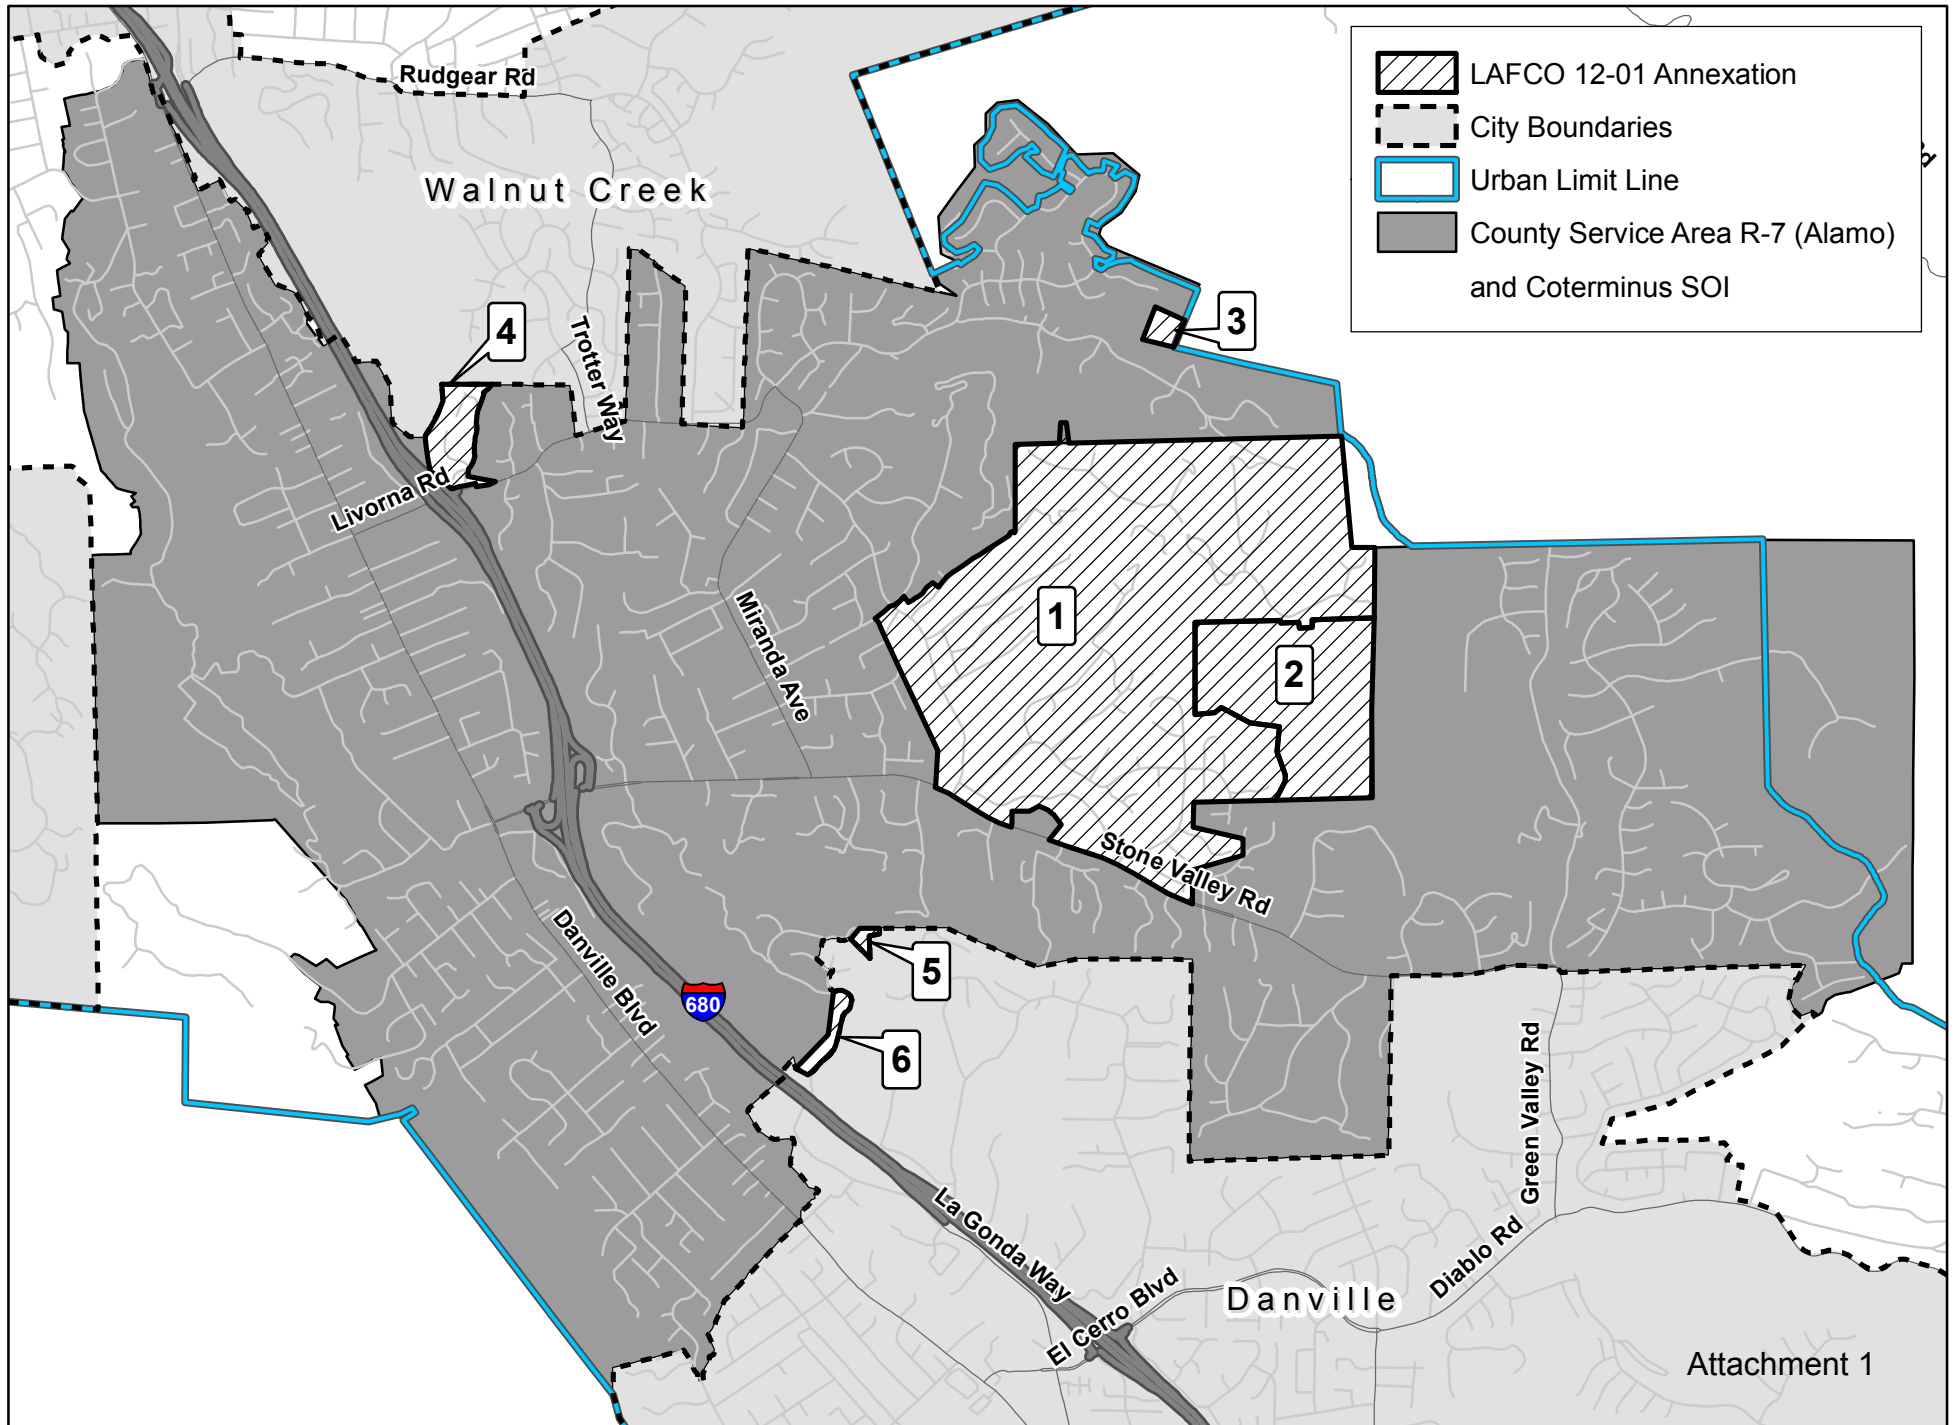 LAFCO 12-01 Annexation
City Boundaries
Urban Limit Line
County Service Area R-7 (Alamo)
and Coterminus SOI
Rudgear Rd
Walnut Creek
4
Trotter Way
3
Livorna Rd
1
Miranda Ave
2
Stone Valley Rd
Danville Blvd
5
680
6
Green Valley Rd
La Gonda Way
El Cerro Blvd
Danville
Diablo Rd
Attachment 1